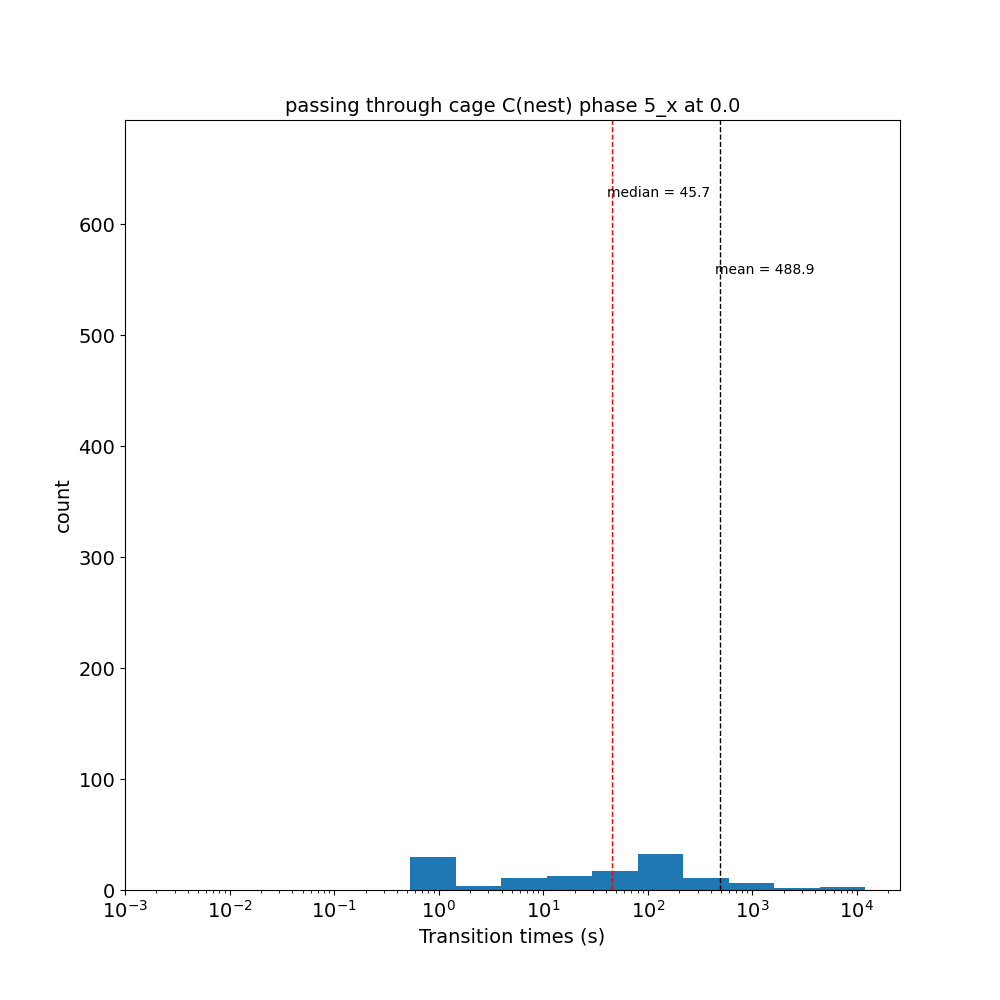 passing through cage C(nest) phase 5_x at 0.0
median = 45.7
mean = 488.9
600
500
400
300
200
100
0
count
10⁻³ 10⁻² 10⁻¹ 10⁰ 10¹ 10² 10³ 10⁴
Transition times (s)